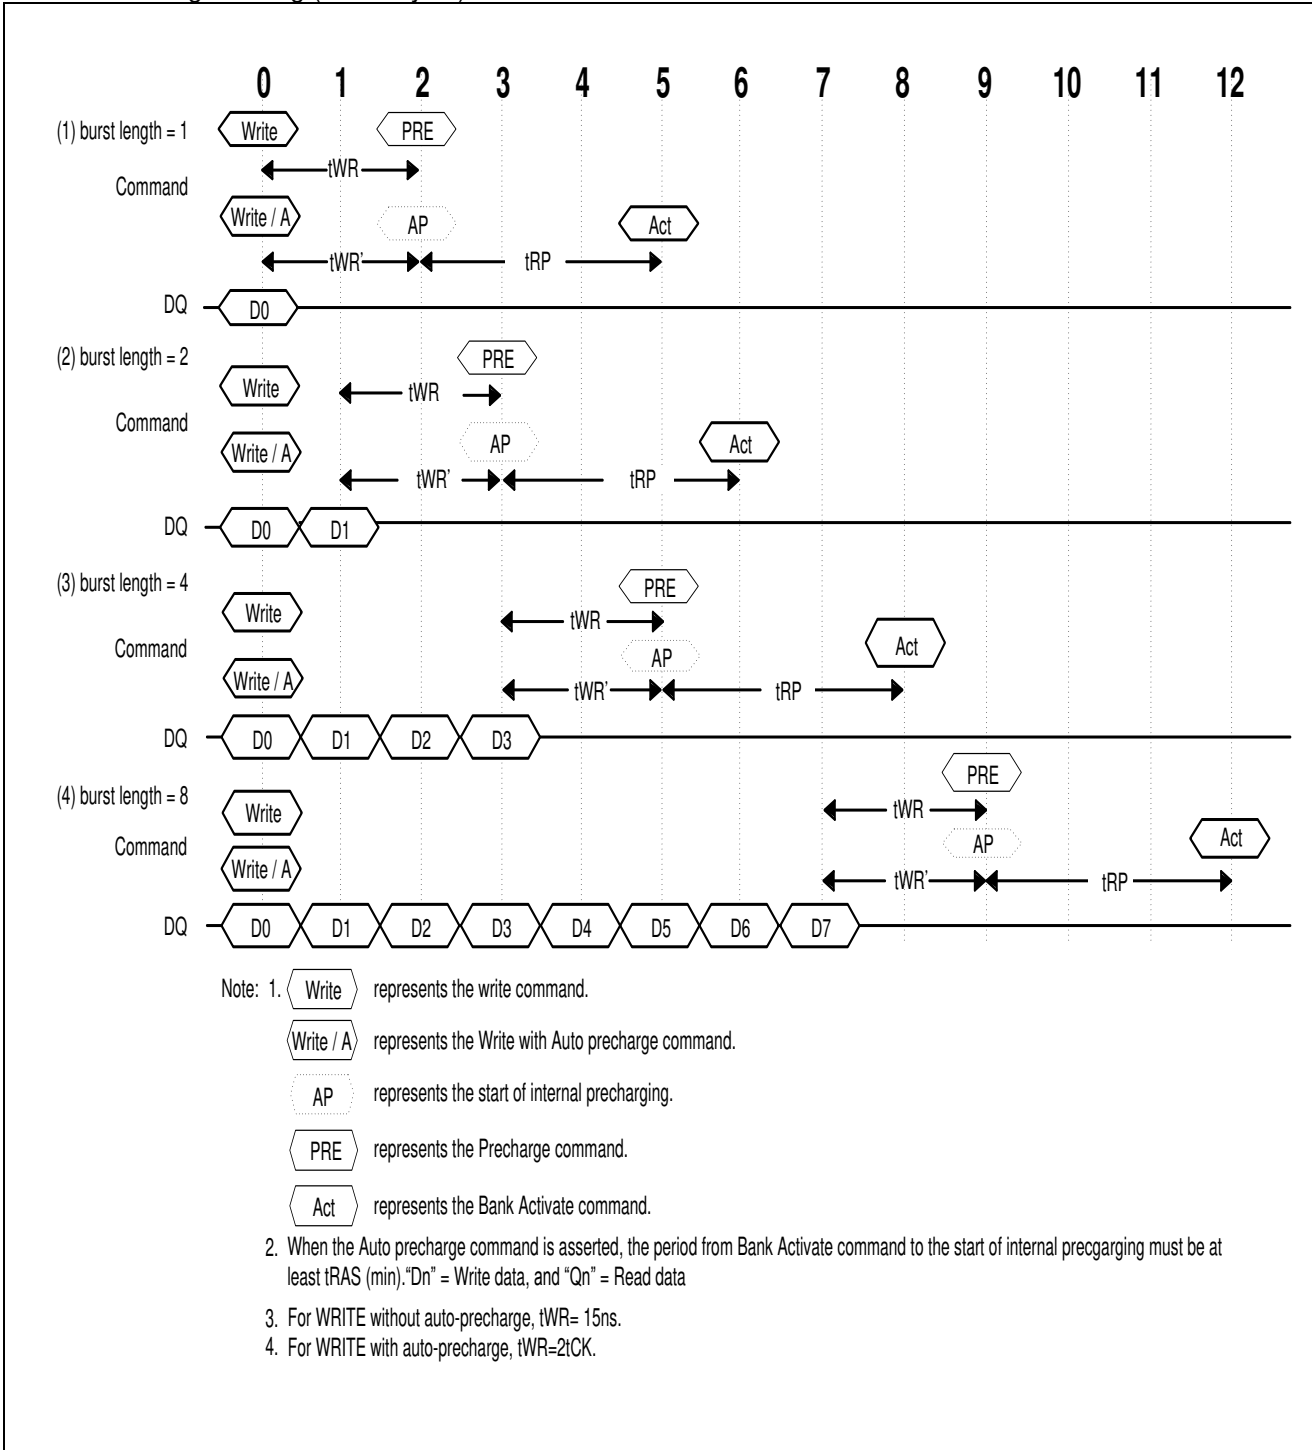 0 1 2 3 4 5 6 7 8 9 10 11 12
(1) burst length = 1 Write PRE
tWR
Command
Write / A AP Act
tWR' tRP
DQ D0
(2) burst length = 2 PRE
Write tWR
Command
Write / A AP Act
tWR' tRP
DQ D0 D1
(3) burst length = 4 PRE
Write tWR
Command Act
AP
Write / A tWR' tRP
DQ D0 D1 D2 D3
PRE
(4) burst length = 8
Write tWR
Command AP Act
Write / A tWR' tRP
DQ D0 D1 D2 D3 D4 D5 D6 D7
Note: 1. Write represents the write command.
Write / A represents the Write with Auto precharge command.
AP represents the start of internal precharging.
PRE represents the Precharge command.
Act represents the Bank Activate command.
2. When the Auto precharge command is asserted, the period from Bank Activate command to the start of internal precgarging must be at
least tRAS (min).“Dn” = Write data, and “Qn” = Read data
3. For WRITE without auto-precharge, tWR= 15ns.
4. For WRITE with auto-precharge, tWR=2tCK.